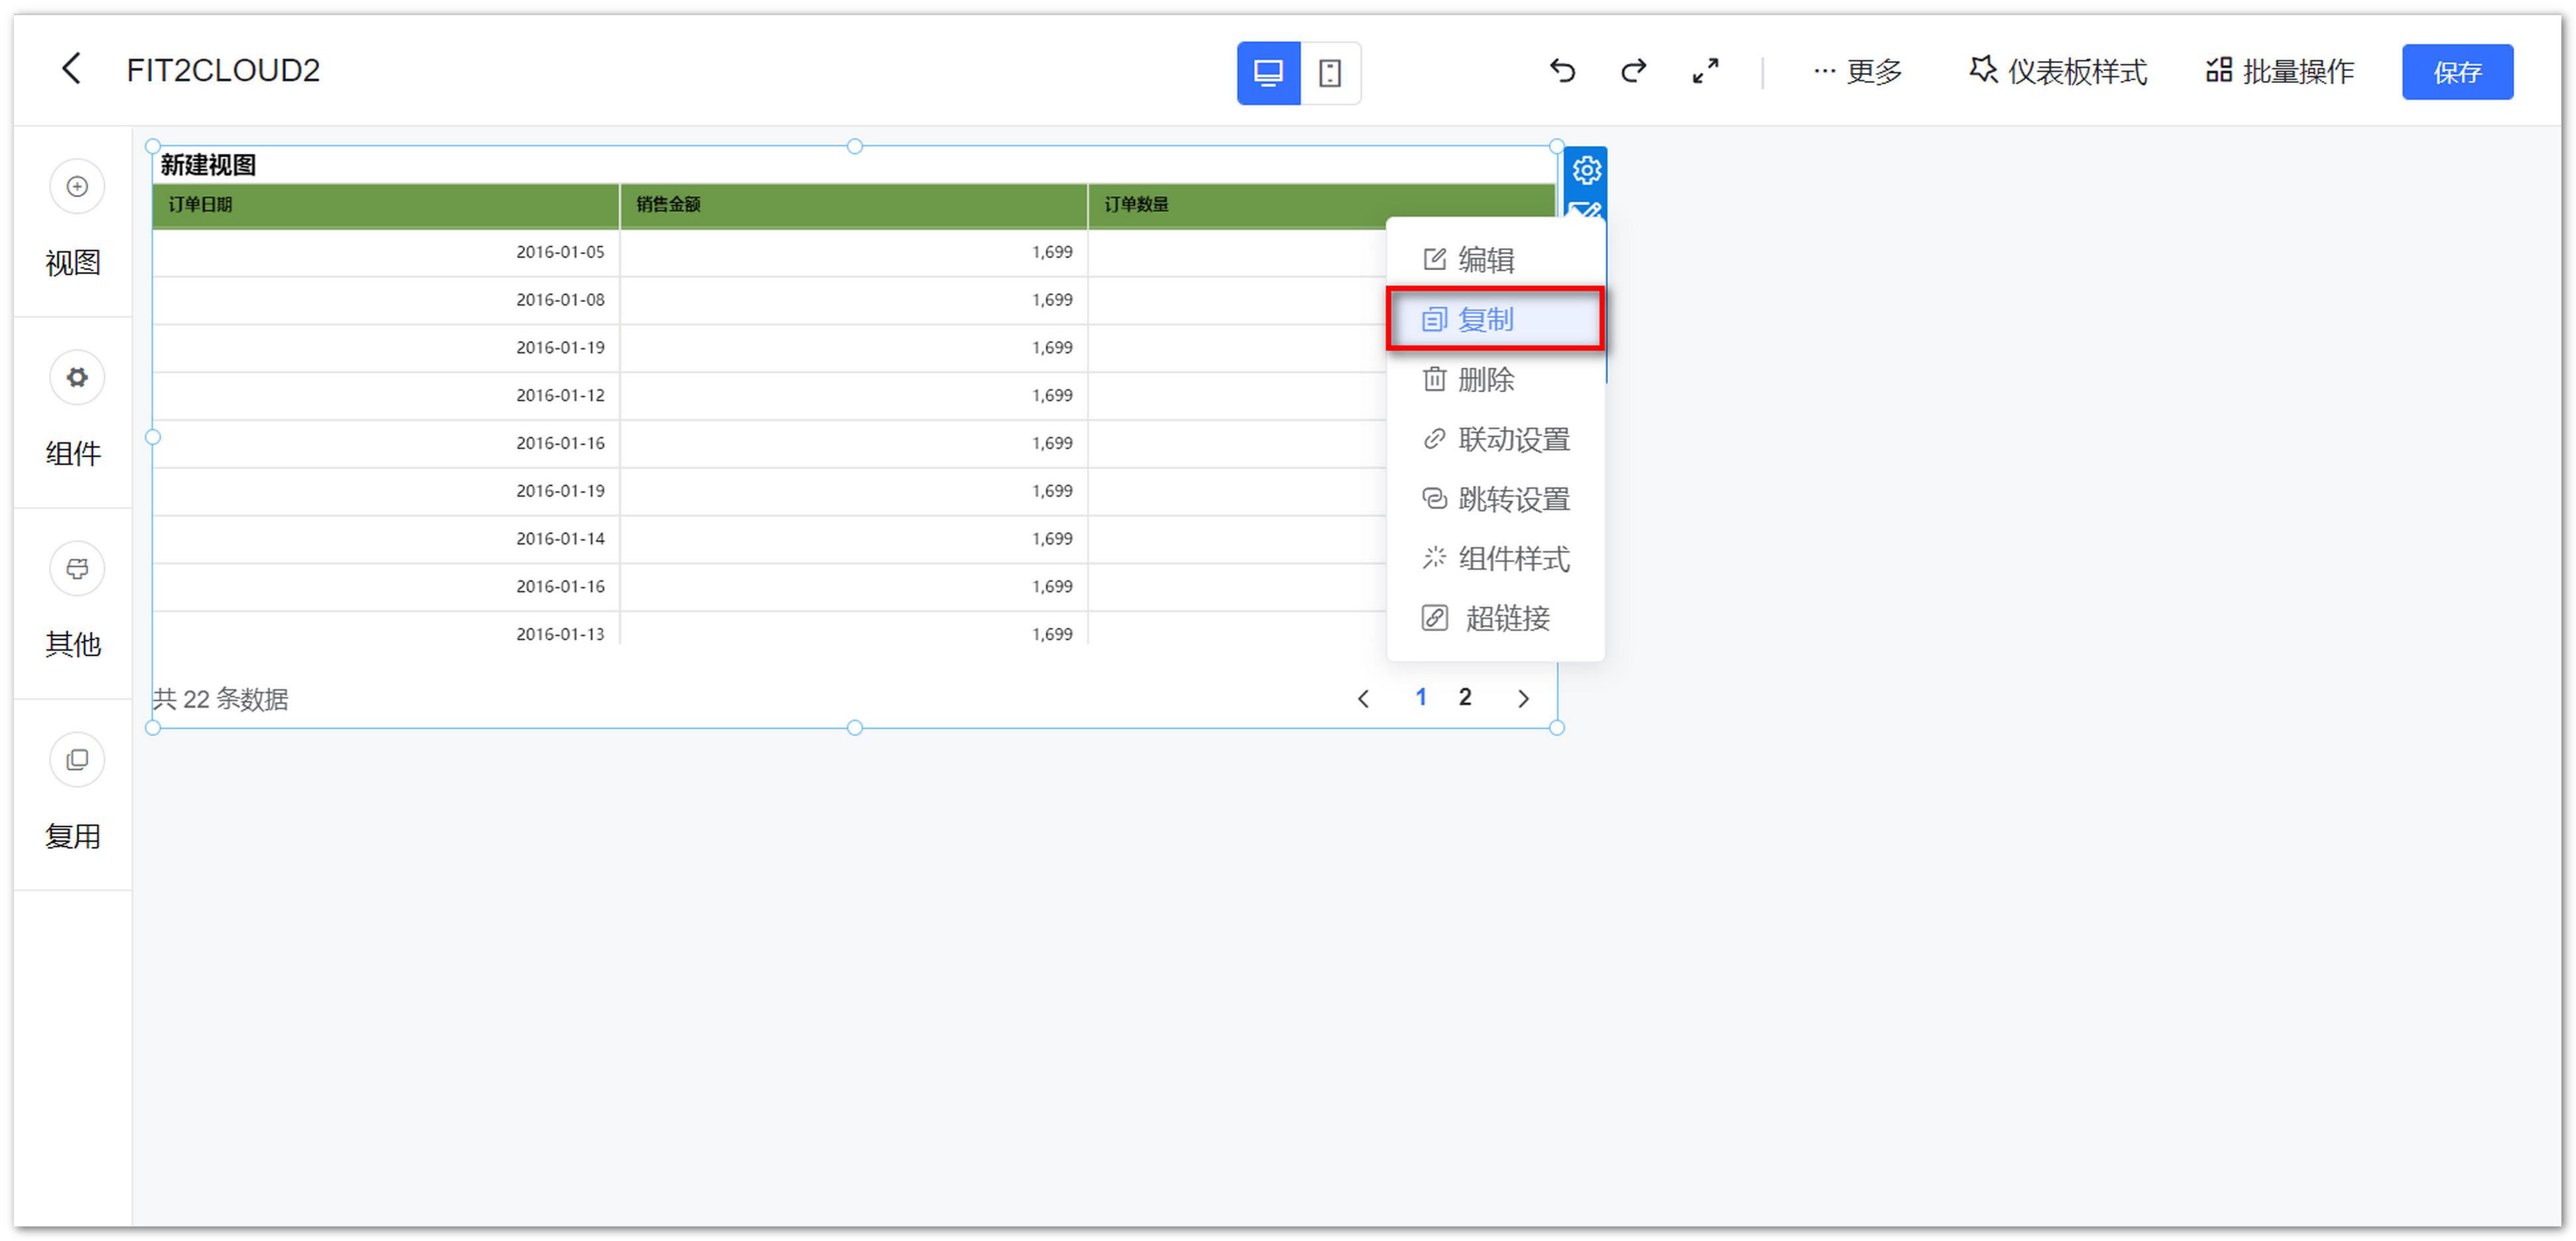 FIT2CLOUD2
更多
仪表板样式
批量操作
保存
视图
组件
其他
复用
新建视图
订单日期 销售金额 订单数量
2016-01-05 1,699
2016-01-08 1,699
2016-01-19 1,699
2016-01-12 1,699
2016-01-16 1,699
2016-01-19 1,699
2016-01-14 1,699
2016-01-16 1,699
2016-01-13 1,699
共 22 条数据
1 2
编辑
复制
删除
联动设置
跳转设置
组件样式
超链接